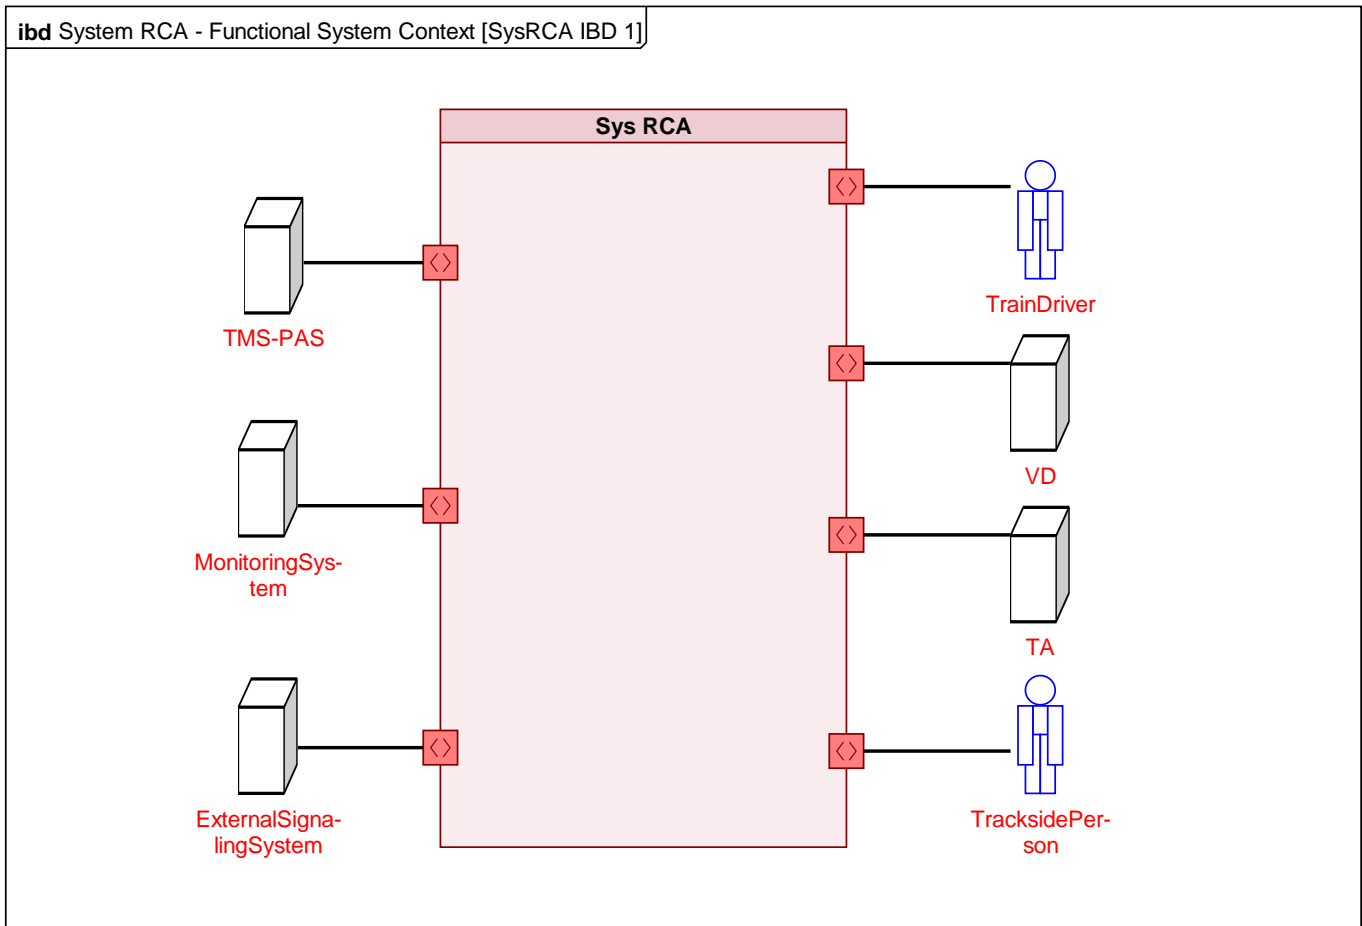 ibd System RCA - Functional System Context [SysRCA IBD 1]
Sys RCA
TrainDriver
TMS-PAS
VD
MonitoringSys-
tem
TA
ExternalSigna-
lingSystem
TracksidePer-
son